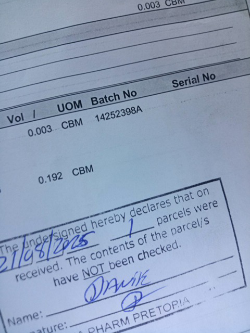 0.003 CBM
Vol / UOM Batch No Serial No
0.003 CBM 14252398A
0.192 CBM
The undersigned hereby declares that on
21/08/2025 1 parcels were
received. The contents of the parcel/s
have NOT been checked.
Name:
ature:
PHARM PRETORIA